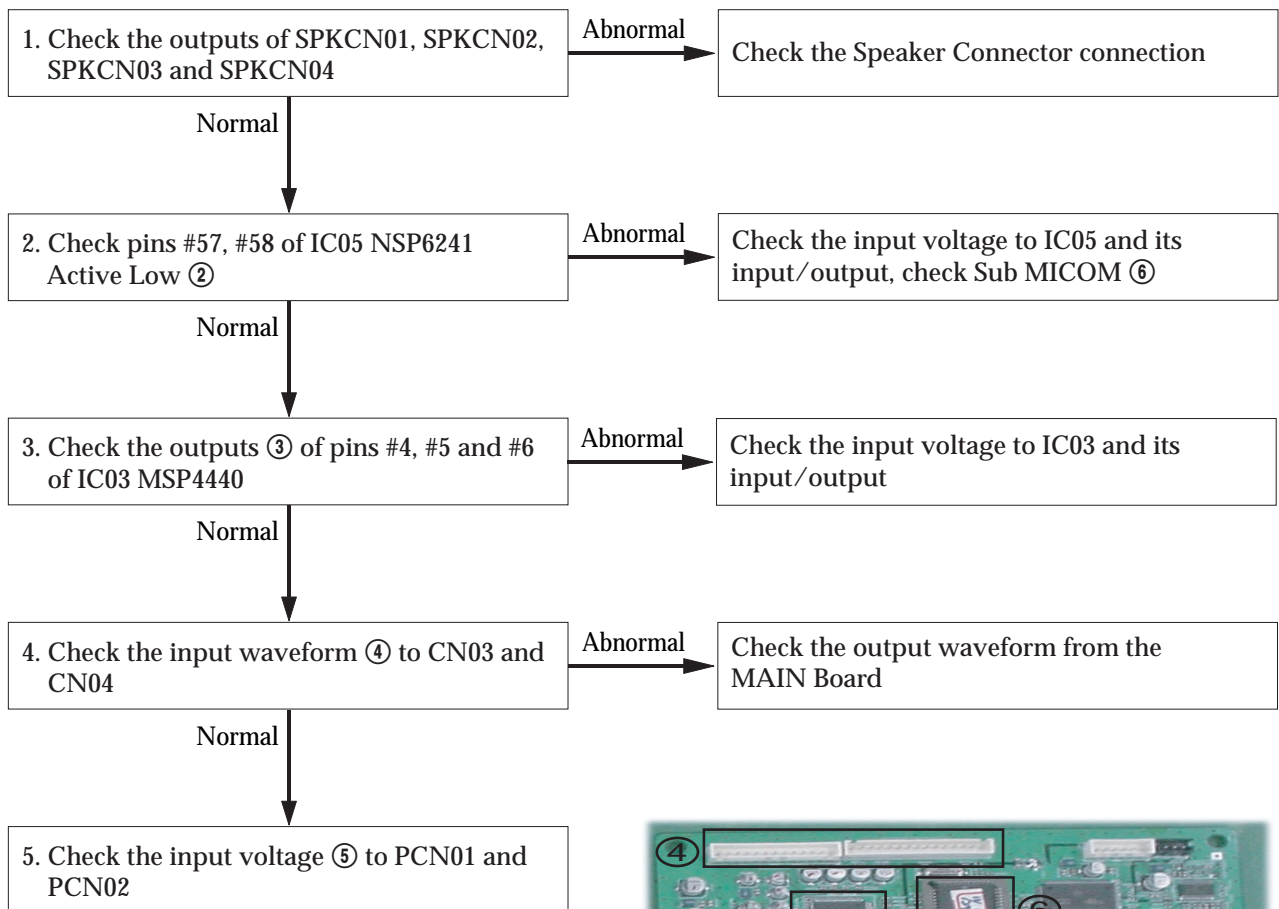 1. Check the outputs of SPKCN01, SPKCN02,
SPKCN03 and SPKCN04
Abnormal
Check the Speaker Connector connection
Normal
2. Check pins #57, #58 of IC05 NSP6241
Active Low ②
Abnormal
Check the input voltage to IC05 and its
input/output, check Sub MICOM ⑥
Normal
3. Check the outputs ③ of pins #4, #5 and #6
of IC03 MSP4440
Abnormal
Check the input voltage to IC03 and its
input/output
Normal
4. Check the input waveform ④ to CN03 and
CN04
Abnormal
Check the output waveform from the
MAIN Board
Normal
5. Check the input voltage ⑤ to PCN01 and
PCN02
④
⑥